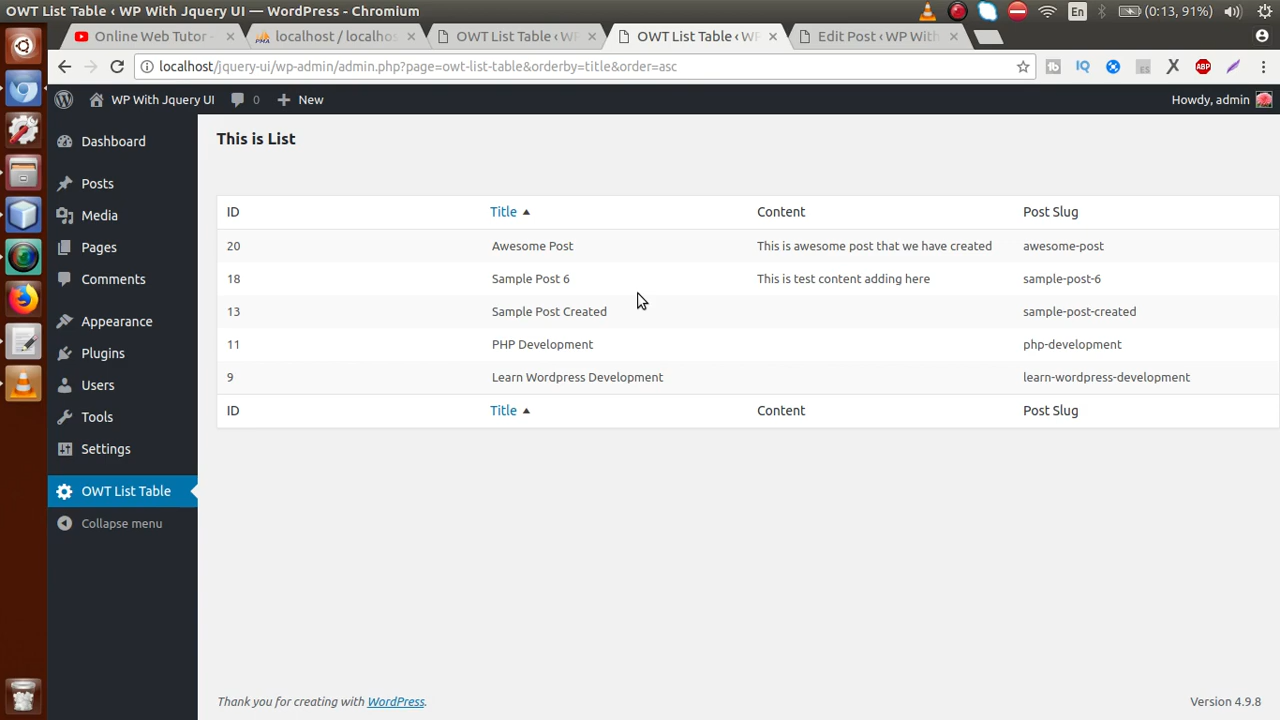 OWT List Table ‹ WP With Jquery UI — WordPress - Chromium
En
(0:13, 91%)
Online Web Tutor -
localhost / localhos
OWT List Table ‹ WP
OWT List Table ‹ WP
Edit Post ‹ WP With
localhost/jquery-ui/wp-admin/admin.php?page=owt-list-table&orderby=title&order=asc
WP With Jquery UI
0
New
Howdy, admin
Dashboard
Posts
Media
Pages
Comments
Appearance
Plugins
Users
Tools
Settings
OWT List Table
Collapse menu
This is List
ID Title Content Post Slug
20 Awesome Post This is awesome post that we have created awesome-post
18 Sample Post 6 This is test content adding here sample-post-6
13 Sample Post Created sample-post-created
11 PHP Development php-development
9 Learn Wordpress Development learn-wordpress-development
ID Title Content Post Slug
Thank you for creating with WordPress.
Version 4.9.8